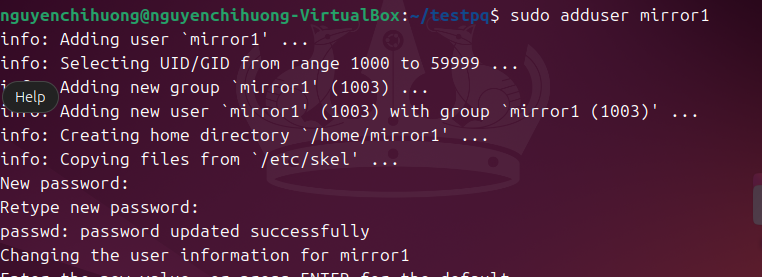 nguyenchihuong@nguyenchihuong-VirtualBox:~/testpq$ sudo adduser mirror1
info: Adding user `mirror1' ...
info: Selecting UID/GID from range 1000 to 59999 ...
Adding new group `mirror1' (1003) ...
Help
Adding new user `mirror1' (1003) with group `mirror1 (1003)' ...
info: Creating home directory `/home/mirror1' ...
info: Copying files from `/etc/skel' ...
New password:
Retype new password:
passwd: password updated successfully
Changing the user information for mirror1
Enter the new value, or press ENTER for the default